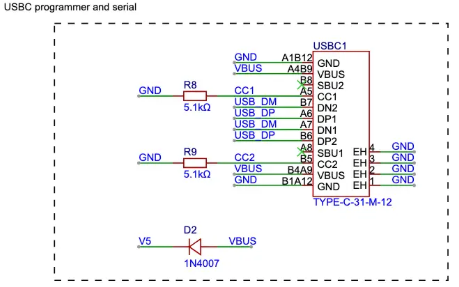 USBC programmer and serial
USBC1
GND A1B12 GND
VBUS A4B9 VBUS
B8 SBU2
GND R8 5.1kΩ CC1 A5 CC1
USB_DM B7 DN2
USB_DP A6 DP1
USB_DM A7 DN1
USB_DP B6 DP2
A8 SBU1 EH 4 GND
GND R9 5.1kΩ CC2 B5 CC2 EH 3 GND
VBUS B4A9 VBUS EH 2 GND
GND B1A12 GND EH 1 GND
TYPE-C-31-M-12
D2
V5 VBUS
1N4007